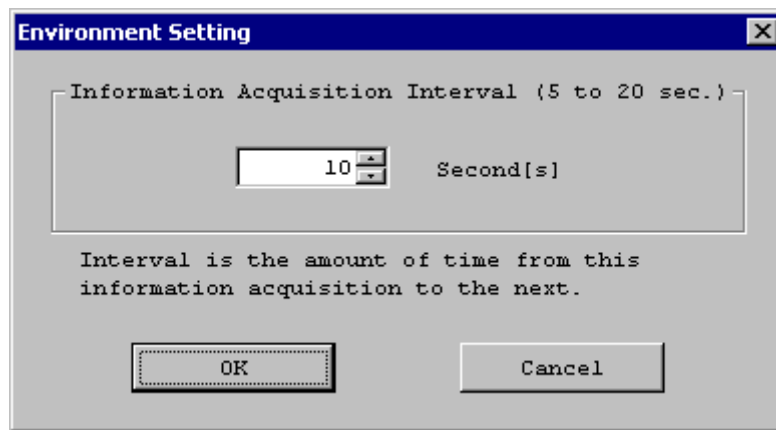 Environment Setting
Information Acquisition Interval (5 to 20 sec.)
10 Second[s]
Interval is the amount of time from this
information acquisition to the next.
OK Cancel